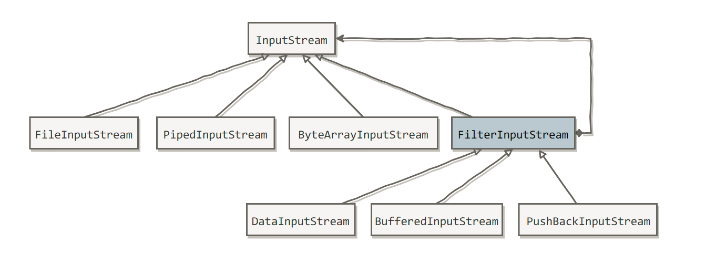 InputStream
FileInputStream
PipedInputStream
ByteArrayInputStream
FilterInputStream
DataInputStream
BufferedInputStream
PushBackInputStream